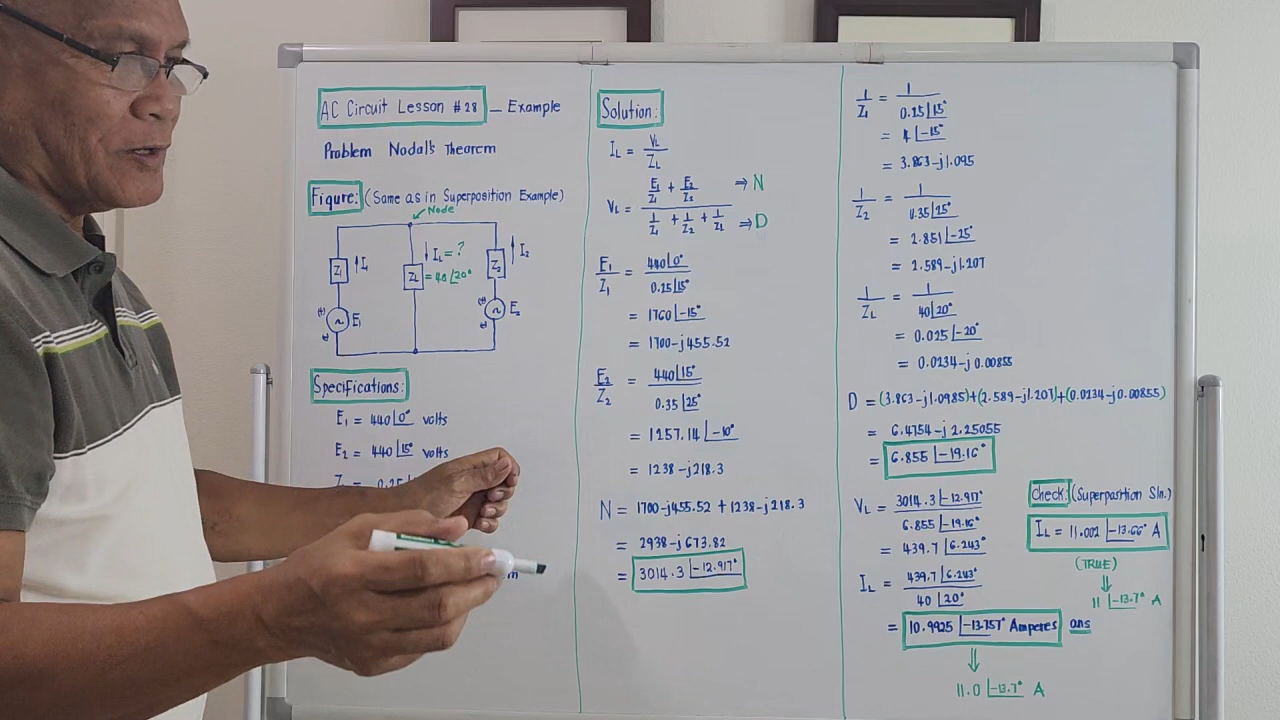 AC Circuit Lesson #28 _ Example
Problem Nodal's Theorem
Figure: (Same as in Superposition Example)
Node
Z1 I1
IL = ?
ZL = 40∠20°
Z2 I2
(+) E1
(+) E2
Specifications:
E1 = 440∠0° volts
E2 = 440∠15° volts
Solution:
IL = VL/ZL
VL = (E1/Z1 + E2/Z2)/(1/Z1 + 1/Z2 + 1/ZL) ⇒ N ⇒ D
E1/Z1 = 440∠0°/0.25∠15°
= 1760∠-15°
= 1700-j455.52
E2/Z2 = 440∠15°/0.35∠25°
= 1257.14∠-10°
= 1238-j218.3
N = 1700-j455.52 + 1238-j218.3
= 2938-j673.82
= 3014.3∠-12.917°
1/Z1 = 1/0.25∠15°
= 4∠-15°
= 3.863-j1.095
1/Z2 = 1/0.35∠25°
= 2.851∠-25°
= 2.589-j1.207
1/ZL = 1/40∠20°
= 0.025∠-20°
= 0.0234-j0.00855
D = (3.863-j1.0985)+(2.589-j1.207)+(0.0234-j0.00855)
= 6.4754-j2.25055
= 6.855∠-19.16°
VL = 3014.3∠-12.917°/6.855∠-19.16°
= 439.7∠6.243°
IL = 439.7∠6.243°/40∠20°
= 10.9925∠-13.757° Amperes ans
⇓
11.0∠-13.7° A
Check: (Superposition Sln.)
IL = 11.002∠-13.66° A
(TRUE)
⇓
11∠-13.7° A